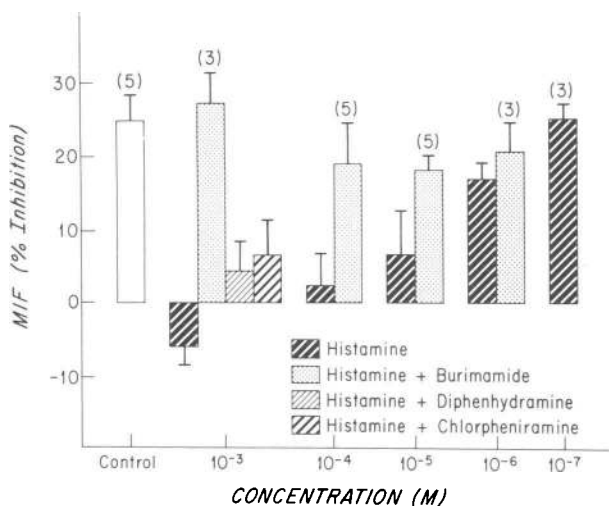 (5)
(3)
(5)
(5)
(3)
(3)
30
20
10
0
-10
MIF (% Inhibition)
Histamine
Histamine + Burimamide
Histamine + Diphenhydramine
Histamine + Chlorpheniramine
Control 10⁻³ 10⁻⁴ 10⁻⁵ 10⁻⁶ 10⁻⁷
CONCENTRATION (M)